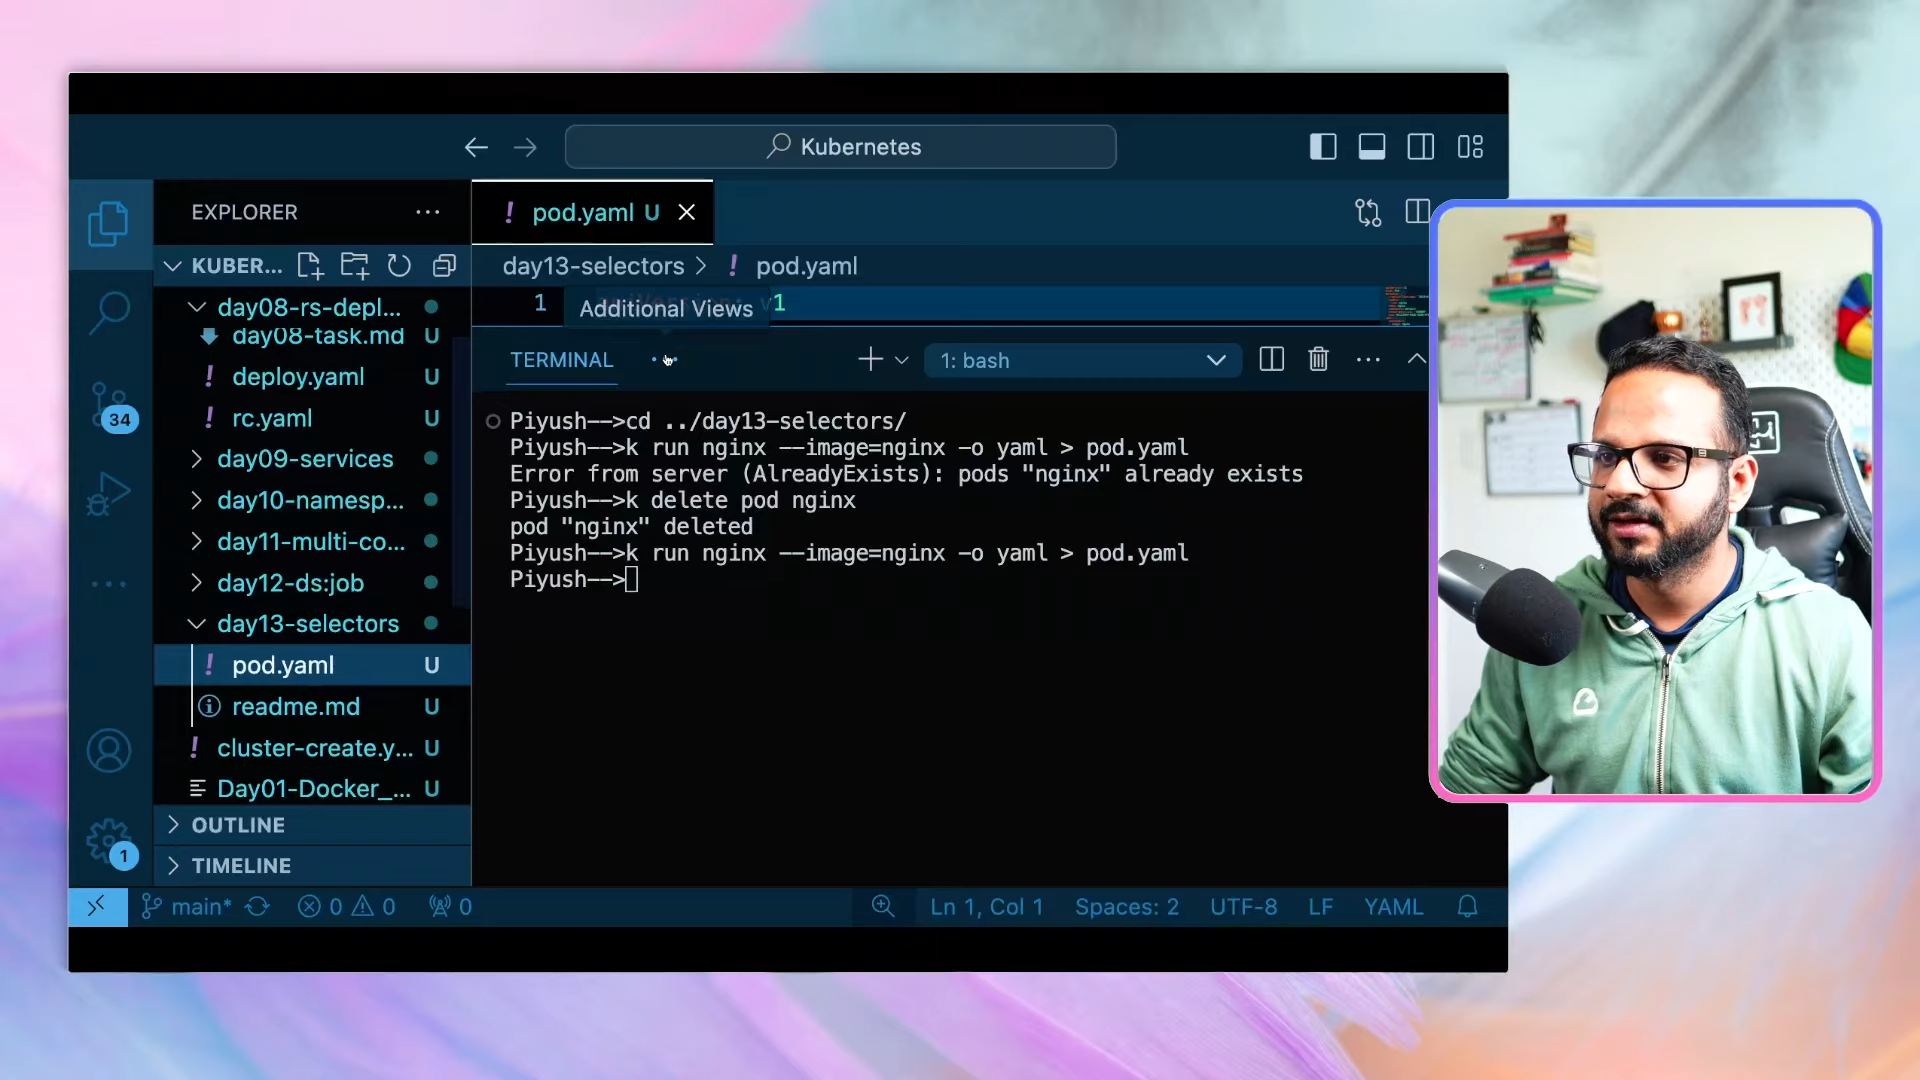 Kubernetes
EXPLORER
pod.yaml U
KUBER...
day13-selectors > ! pod.yaml
1
Additional Views
v1
day08-rs-depl...
day08-task.md U
deploy.yaml U
rc.yaml U
day09-services
day10-namesp...
day11-multi-co...
day12-ds:job
day13-selectors
pod.yaml U
readme.md U
cluster-create.y... U
Day01-Docker_... U
OUTLINE
TIMELINE
34
1
TERMINAL
1: bash
Piyush-->cd ../day13-selectors/
Piyush-->k run nginx --image=nginx -o yaml > pod.yaml
Error from server (AlreadyExists): pods "nginx" already exists
Piyush-->k delete pod nginx
pod "nginx" deleted
Piyush-->k run nginx --image=nginx -o yaml > pod.yaml
Piyush-->
main* 0 0 0 Ln 1, Col 1 Spaces: 2 UTF-8 LF YAML